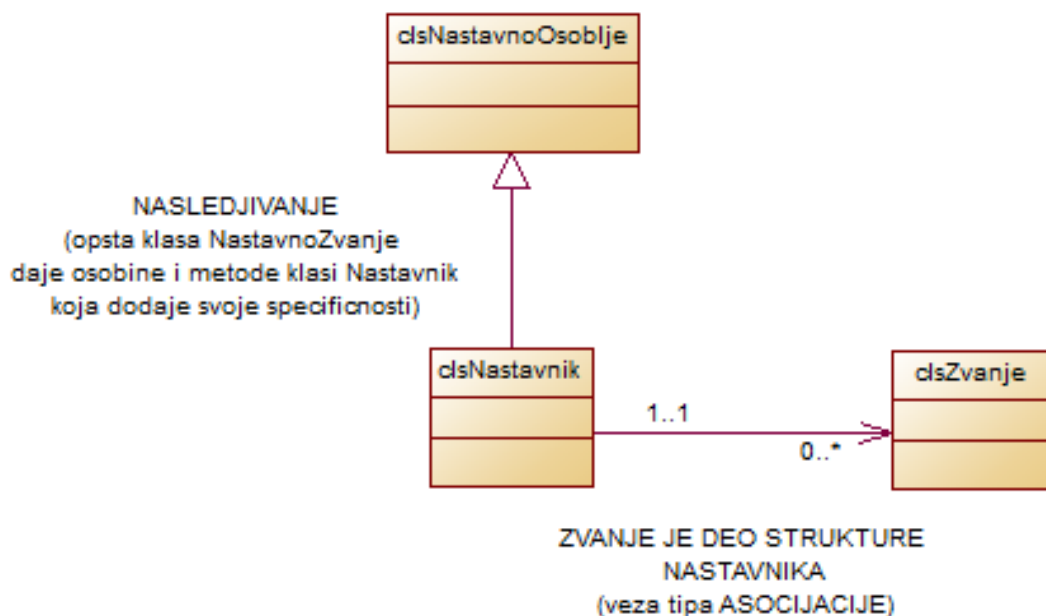 clsNastavnoOsoblje
NASLEDJIVANJE
(opsta klasa NastavnoZvanje
daje osobine i metode klasi Nastavnik
koja dodaje svoje specificnosti)
clsNastavnik
clsZvanje
1..1
0..*
ZVANJE JE DEO STRUKTURE
NASTAVNIKA
(veza tipa ASOCIJACIJE)